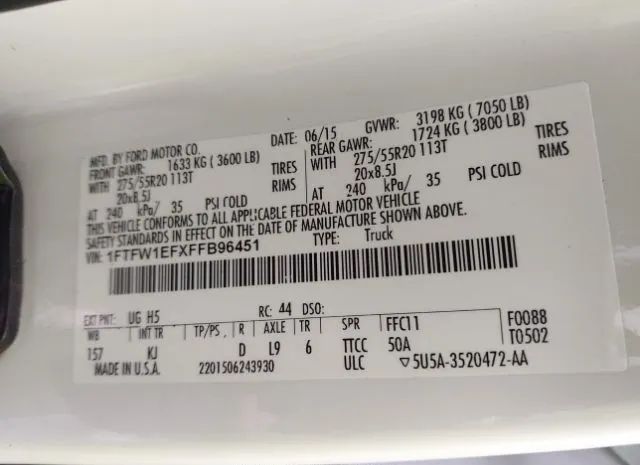 MFD. BY FORD MOTOR CO. DATE: 06/15 GVWR: 3198 KG ( 7050 LB)
FRONT GAWR: 1633 KG ( 3600 LB) REAR GAWR: 1724 KG ( 3800 LB)
WITH 275/55R20 113T TIRES WITH 275/55R20 113T TIRES
20x8.5J RIMS 20x8.5J RIMS
AT 240 kPa/ 35 PSI COLD AT 240 kPa/ 35 PSI COLD
THIS VEHICLE CONFORMS TO ALL APPLICABLE FEDERAL MOTOR VEHICLE
SAFETY STANDARDS IN EFFECT ON THE DATE OF MANUFACTURE SHOWN ABOVE.
VIN: 1FTFW1EFXFFB96451 TYPE: Truck
EXT PNT: UG H5 RC: 44 DSO: F0088
WB INT TR TP/PS R AXLE TR SPR FFC11 T0502
157 KJ D L9 6 TTCC 50A
MADE IN U.S.A. 2201506243930 ULC ▽5U5A-3520472-AA